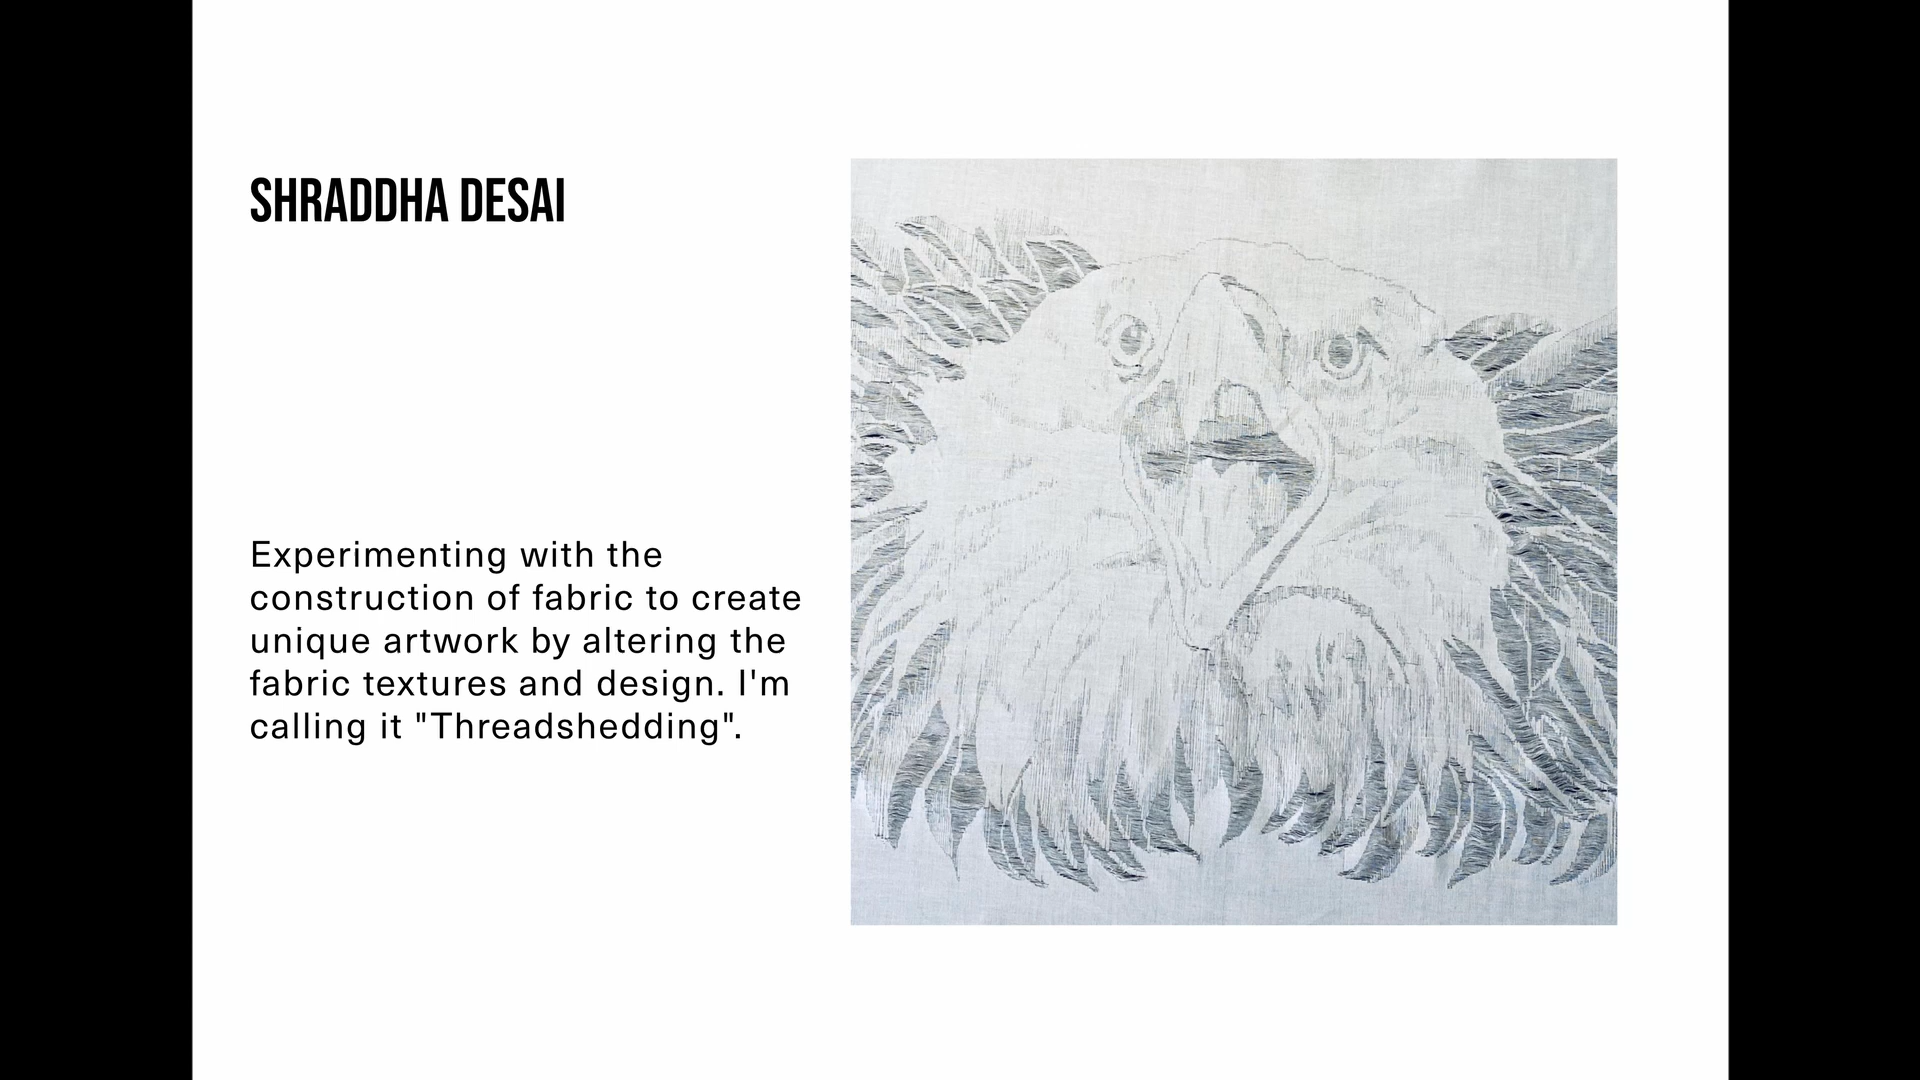 SHRADDHA DESAI
Experimenting with the
construction of fabric to create
unique artwork by altering the
fabric textures and design. I'm
calling it "Threadshedding".